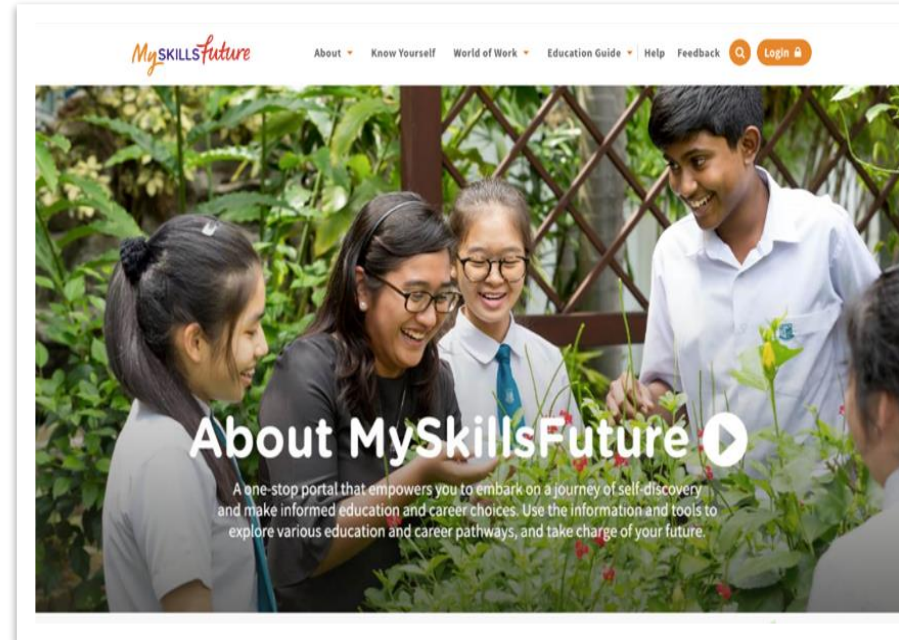 MySKILLSfuture
About Know Yourself World of Work Education Guide Help Feedback Login
About MySkillsFuture
A one-stop portal that empowers you to embark on a journey of self-discovery
and make informed education and career choices. Use the information and tools to
explore various education and career pathways, and take charge of your future.